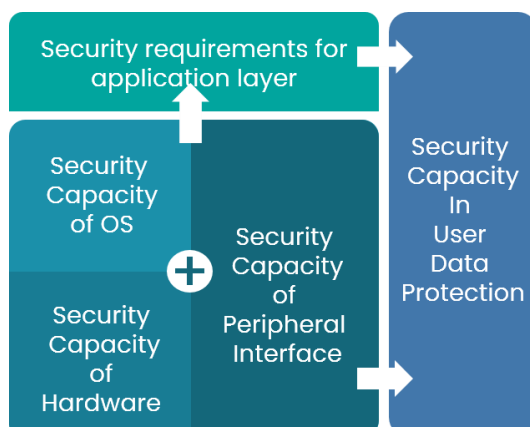 Security requirements for
application layer
Security
Capacity
of OS
Security
Capacity
of
Hardware
Security
Capacity
of
Peripheral
Interface
Security
Capacity
In
User
Data
Protection